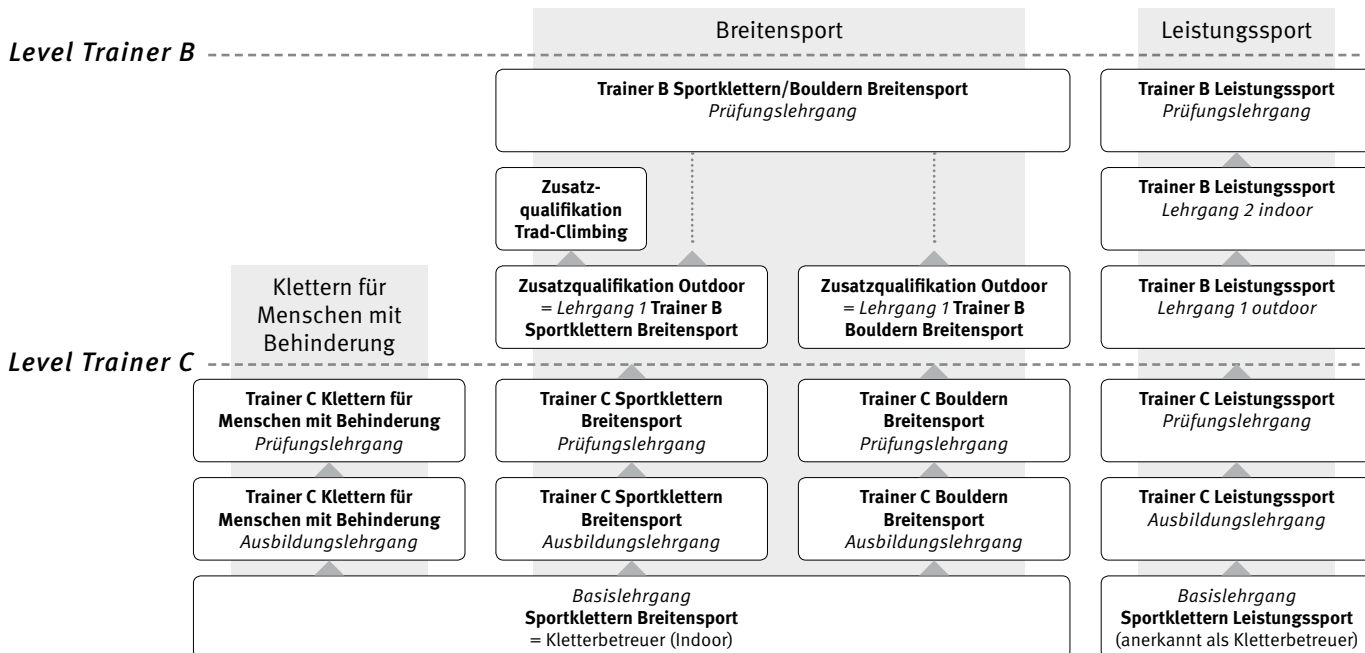 Breitensport
Leistungssport
Level Trainer B
Trainer B Sportklettern/Bouldern Breitensport
Prüfungslehrgang
Trainer B Leistungssport
Prüfungslehrgang
Zusatz-
qualifikation
Trad-Climbing
Trainer B Leistungssport
Lehrgang 2 indoor
Klettern für
Menschen mit
Behinderung
Zusatzqualifikation Outdoor
= Lehrgang 1 Trainer B
Sportklettern Breitensport
Zusatzqualifikation Outdoor
= Lehrgang 1 Trainer B
Bouldern Breitensport
Trainer B Leistungssport
Lehrgang 1 outdoor
Level Trainer C
Trainer C Klettern für
Menschen mit Behinderung
Prüfungslehrgang
Trainer C Sportklettern
Breitensport
Prüfungslehrgang
Trainer C Bouldern
Breitensport
Prüfungslehrgang
Trainer C Leistungssport
Prüfungslehrgang
Trainer C Klettern für
Menschen mit Behinderung
Ausbildungslehrgang
Trainer C Sportklettern
Breitensport
Ausbildungslehrgang
Trainer C Bouldern
Breitensport
Ausbildungslehrgang
Trainer C Leistungssport
Ausbildungslehrgang
Basislehrgang
Sportklettern Breitensport
= Kletterbetreuer (Indoor)
Basislehrgang
Sportklettern Leistungssport
(anerkannt als Kletterbetreuer)